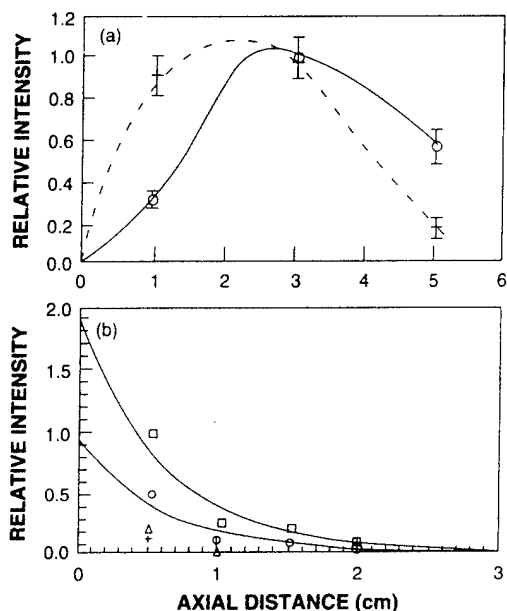 (a)
RELATIVE INTENSITY
1.2
1.0
0.8
0.6
0.4
0.2
0.0
0 1 2 3 4 5 6
(b)
RELATIVE INTENSITY
2.0
1.5
1.0
0.5
0.0
0 1 2 3
AXIAL DISTANCE (cm)